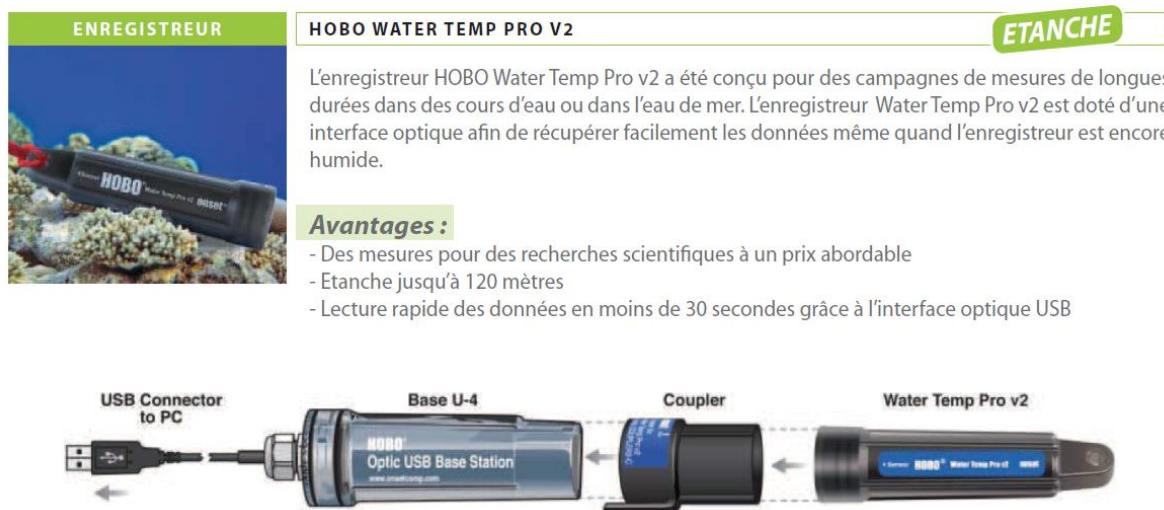 ENREGISTREUR
HOBO WATER TEMP PRO V2
ETANCHE
L'enregistreur HOBO Water Temp Pro v2 a été conçu pour des campagnes de mesures de longues
durées dans des cours d'eau ou dans l'eau de mer. L'enregistreur Water Temp Pro v2 est doté d'une
interface optique afin de récupérer facilement les données même quand l'enregistreur est encore
humide.
HOBO® Water Temp Pro v2 onset
Avantages :
- Des mesures pour des recherches scientifiques à un prix abordable
- Etanche jusqu'à 120 mètres
- Lecture rapide des données en moins de 30 secondes grâce à l'interface optique USB
USB Connector
to PC
Base U-4
Coupler
Water Temp Pro v2
HOBO®
Optic USB Base Station
www.onsetcomp.com
HOBO® Water Temp Pro v2 onset